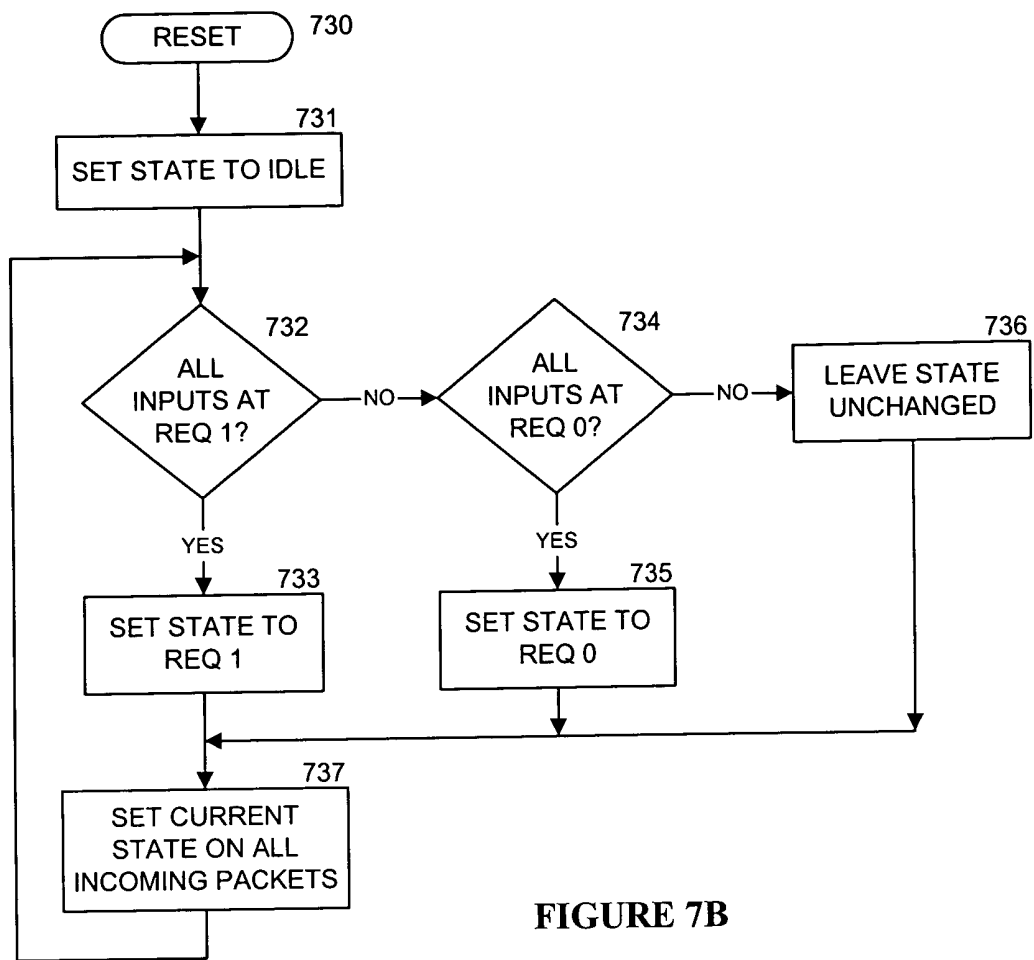 RESET
730
731
SET STATE TO IDLE
732
ALL
INPUTS AT
REQ 1?
NO
734
ALL
INPUTS AT
REQ 0?
NO
736
LEAVE STATE
UNCHANGED
YES
733
SET STATE TO
REQ 1
YES
735
SET STATE TO
REQ 0
737
SET CURRENT
STATE ON ALL
INCOMING PACKETS
FIGURE 7B